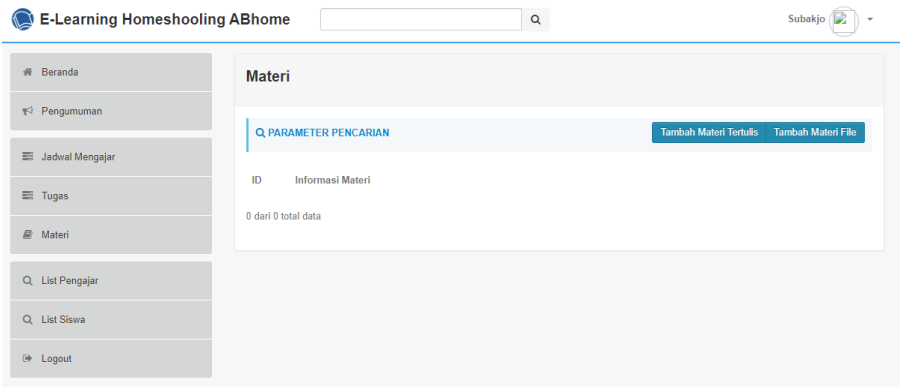 E-Learning Homeshooling ABhome
Subakjo
Beranda
Pengumuman
Jadwal Mengajar
Tugas
Materi
List Pengajar
List Siswa
Logout
Materi
PARAMETER PENCARIAN
Tambah Materi Tertulis Tambah Materi File
ID Informasi Materi
0 dari 0 total data